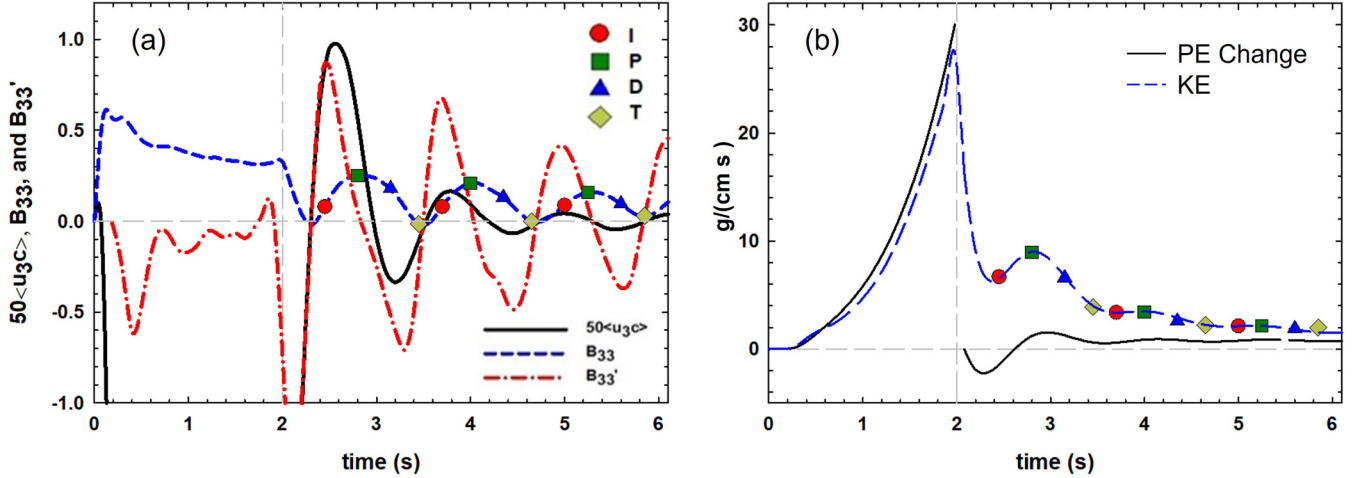 50<u3c>, B33, and B33'
1.0
0.5
0.0
-0.5
-1.0
(a)
I
P
D
T
50<u3c>
B33
B33'
0 1 2 3 4 5 6
time (s)
g/(cm s )
30
20
10
0
(b)
PE Change
KE
0 1 2 3 4 5 6
time (s)